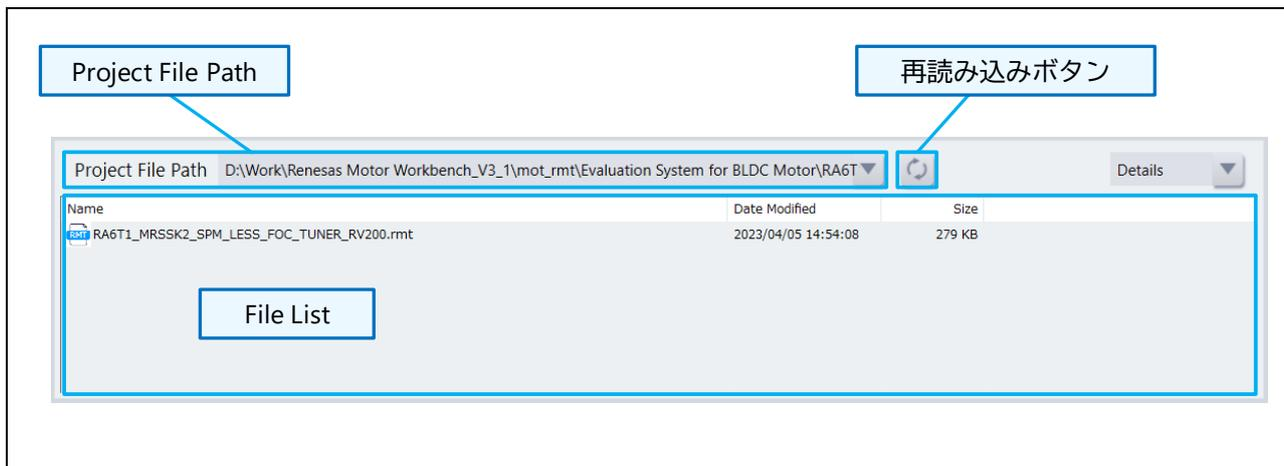 Project File Path
再読み込みボタン
Project File Path D:\Work\Renesas Motor Workbench_V3_1\mot_rmt\Evaluation System for BLDC Motor\RA6T
Details
Name Date Modified Size
RMT RA6T1_MRSSK2_SPM_LESS_FOC_TUNER_RV200.rmt 2023/04/05 14:54:08 279 KB
File List